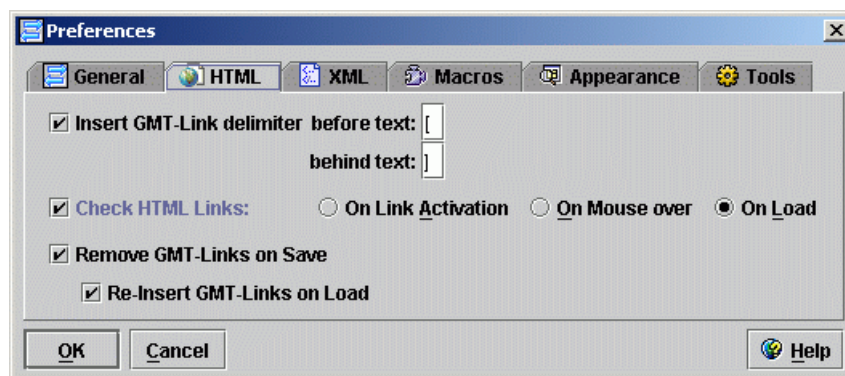 Preferences
General HTML XML Macros Appearance Tools
Insert GMT-Link delimiter before text: [
behind text: ]
Check HTML Links: On Link Activation On Mouse over On Load
Remove GMT-Links on Save
Re-Insert GMT-Links on Load
OK Cancel Help